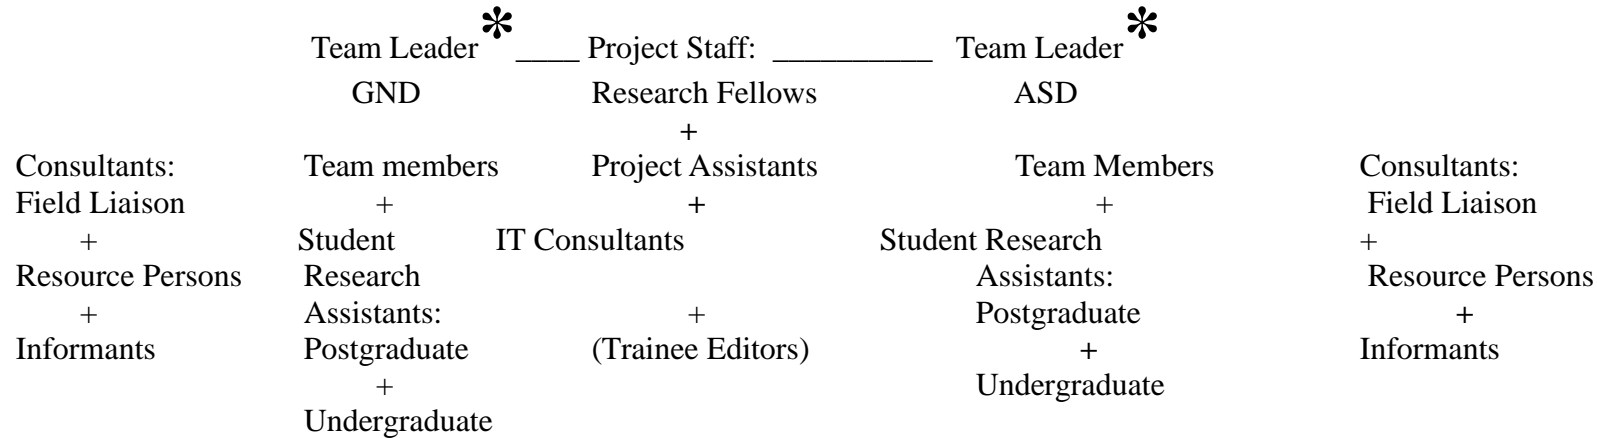 Team Leader * ____ Project Staff: __________ Team Leader *
GND Research Fellows ASD
+
Consultants: Team members Project Assistants Team Members Consultants:
Field Liaison + + + Field Liaison
+ Student IT Consultants Student Research +
Resource Persons Research Assistants: Resource Persons
+ Assistants: + Postgraduate +
Informants Postgraduate (Trainee Editors) + Informants
+ Undergraduate
Undergraduate